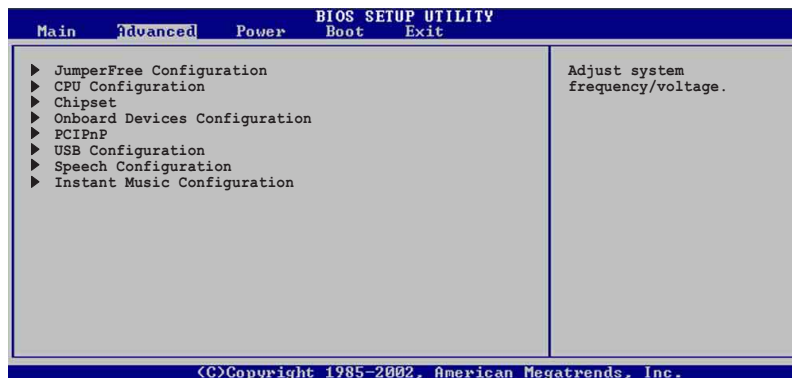 BIOS SETUP UTILITY
Main Advanced Power Boot Exit
JumperFree Configuration
CPU Configuration
Chipset
Onboard Devices Configuration
PCIPnP
USB Configuration
Speech Configuration
Instant Music Configuration
Adjust system
frequency/voltage.
(C)Copyright 1985-2002, American Megatrends, Inc.